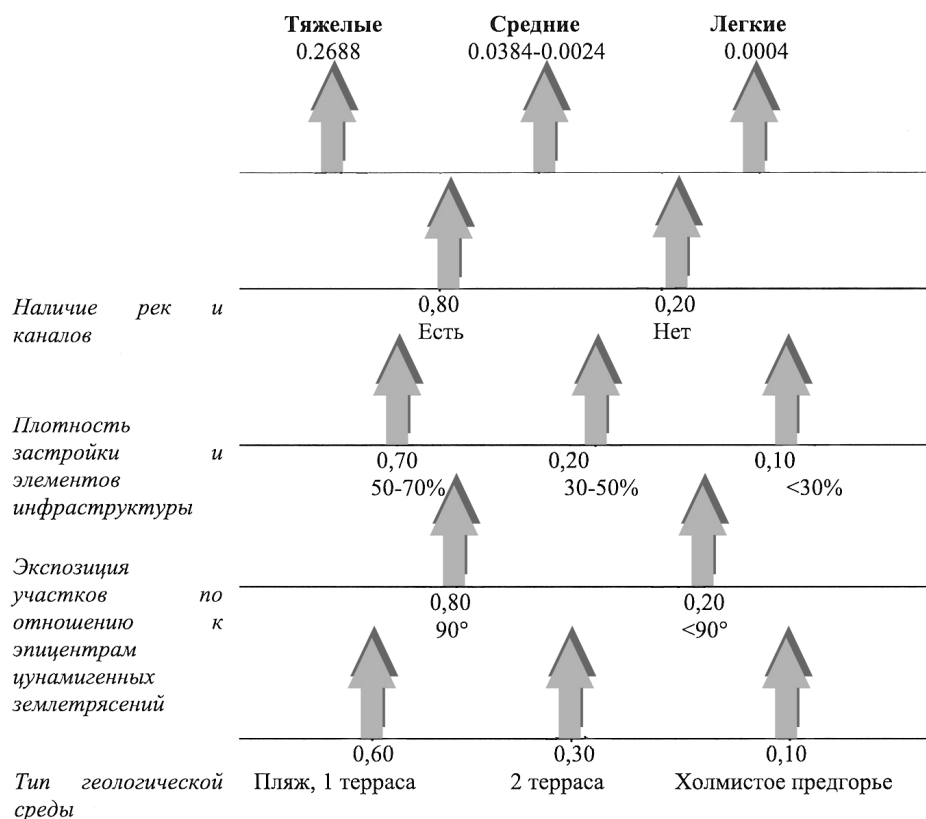 Тяжелые Средние Легкие
0.2688 0.0384-0.0024 0.0004
Наличие рек и
каналов
0,80 0,20
Есть Нет
Плотность
застройки и
элементов
инфраструктуры
0,70 0,20 0,10
50-70% 30-50% <30%
Экспозиция
участков по
отношению к
эпицентрам
цунамигенных
землетрясений
0,80 0,20
90° <90°
0,60 0,30 0,10
Тип геологической
среды
Пляж, 1 терраса 2 терраса Холмистое предгорье